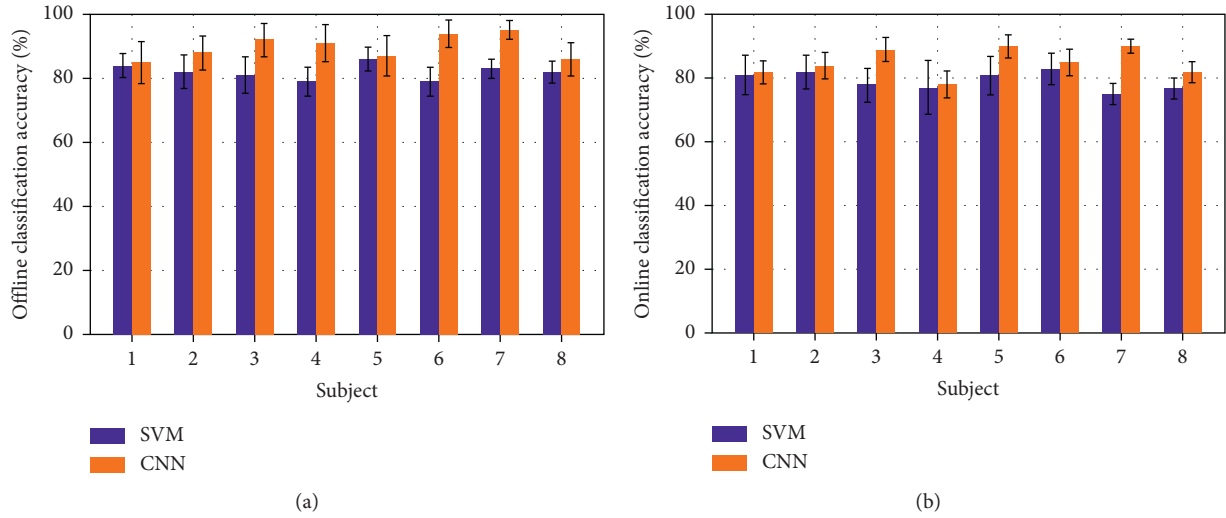 100
80
60
40
20
0
Offline classification accuracy (%)
1 2 3 4 5 6 7 8
Subject
SVM
CNN
(a)
100
80
60
40
20
0
Online classification accuracy (%)
1 2 3 4 5 6 7 8
Subject
SVM
CNN
(b)